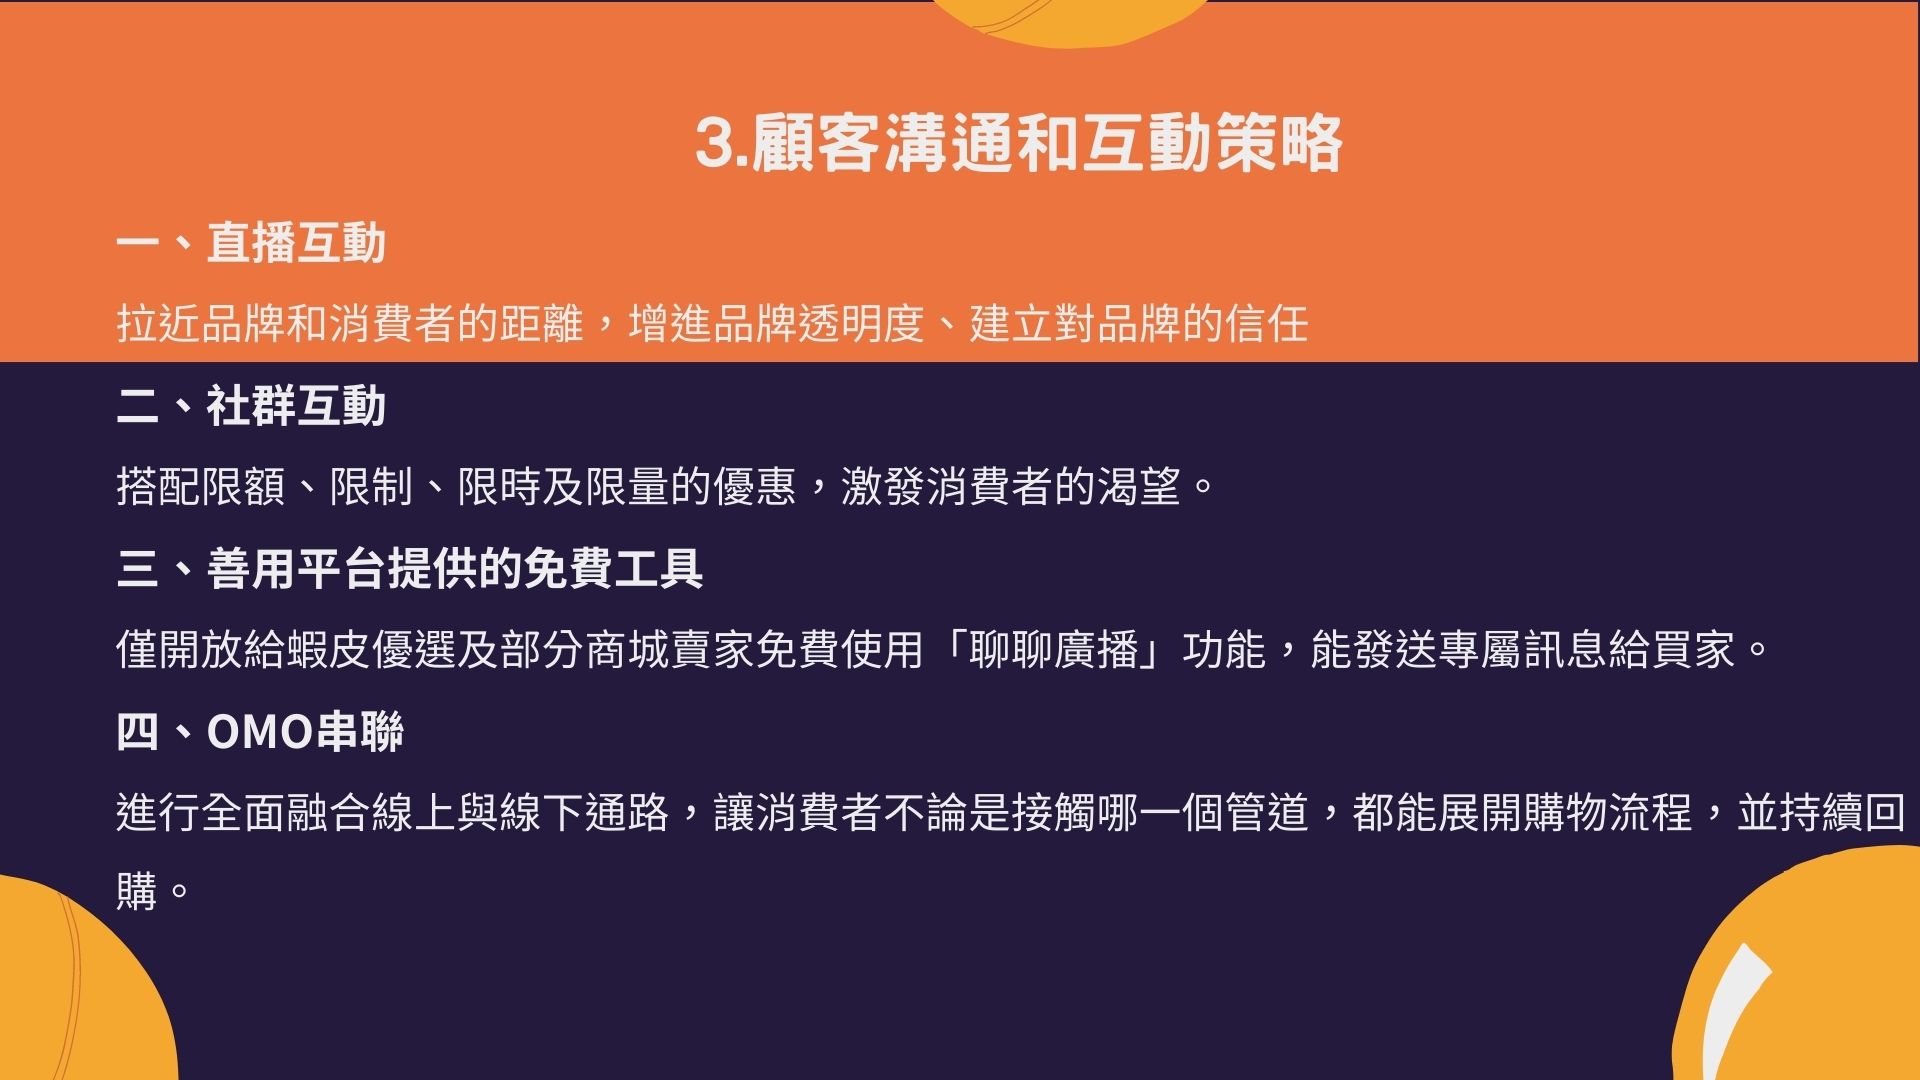 3.顧客溝通和互動策略
一、直播互動
拉近品牌和消費者的距離，增進品牌透明度、建立對品牌的信任
二、社群互動
搭配限額、限制、限時及限量的優惠，激發消費者的渴望。
三、善用平台提供的免費工具
僅開放給蝦皮優選及部分商城賣家免費使用「聊聊廣播」功能，能發送專屬訊息給買家。
四、OMO串聯
進行全面融合線上與線下通路，讓消費者不論是接觸哪一個管道，都能展開購物流程，並持續回
購。